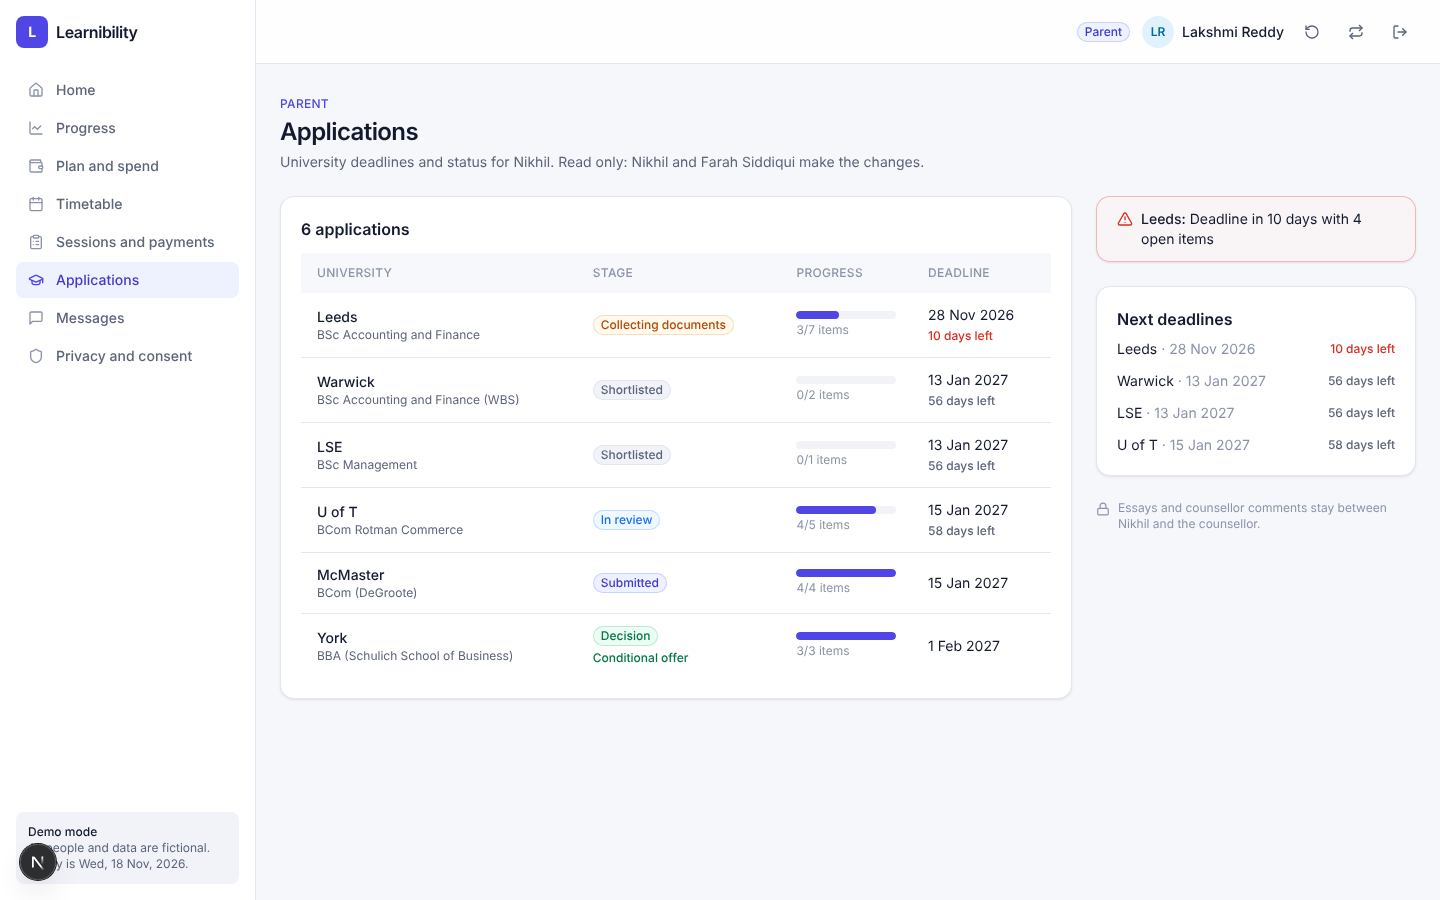 L Learnibility
Parent LR Lakshmi Reddy
Home
Progress
Plan and spend
Timetable
Sessions and payments
Applications
Messages
Privacy and consent
PARENT
Applications
University deadlines and status for Nikhil. Read only: Nikhil and Farah Siddiqui make the changes.
6 applications
UNIVERSITY STAGE PROGRESS DEADLINE
Leeds
BSc Accounting and Finance
Collecting documents
3/7 items
28 Nov 2026
10 days left
Warwick
BSc Accounting and Finance (WBS)
Shortlisted
0/2 items
13 Jan 2027
56 days left
LSE
BSc Management
Shortlisted
0/1 items
13 Jan 2027
56 days left
U of T
BCom Rotman Commerce
In review
4/5 items
15 Jan 2027
58 days left
McMaster
BCom (DeGroote)
Submitted
4/4 items
15 Jan 2027
York
BBA (Schulich School of Business)
Decision
Conditional offer
3/3 items
1 Feb 2027
Leeds: Deadline in 10 days with 4
open items
Next deadlines
Leeds · 28 Nov 2026 10 days left
Warwick · 13 Jan 2027 56 days left
LSE · 13 Jan 2027 56 days left
U of T · 15 Jan 2027 58 days left
Essays and counsellor comments stay between
Nikhil and the counsellor.
Demo mode
people and data are fictional.
is Wed, 18 Nov, 2026.
N